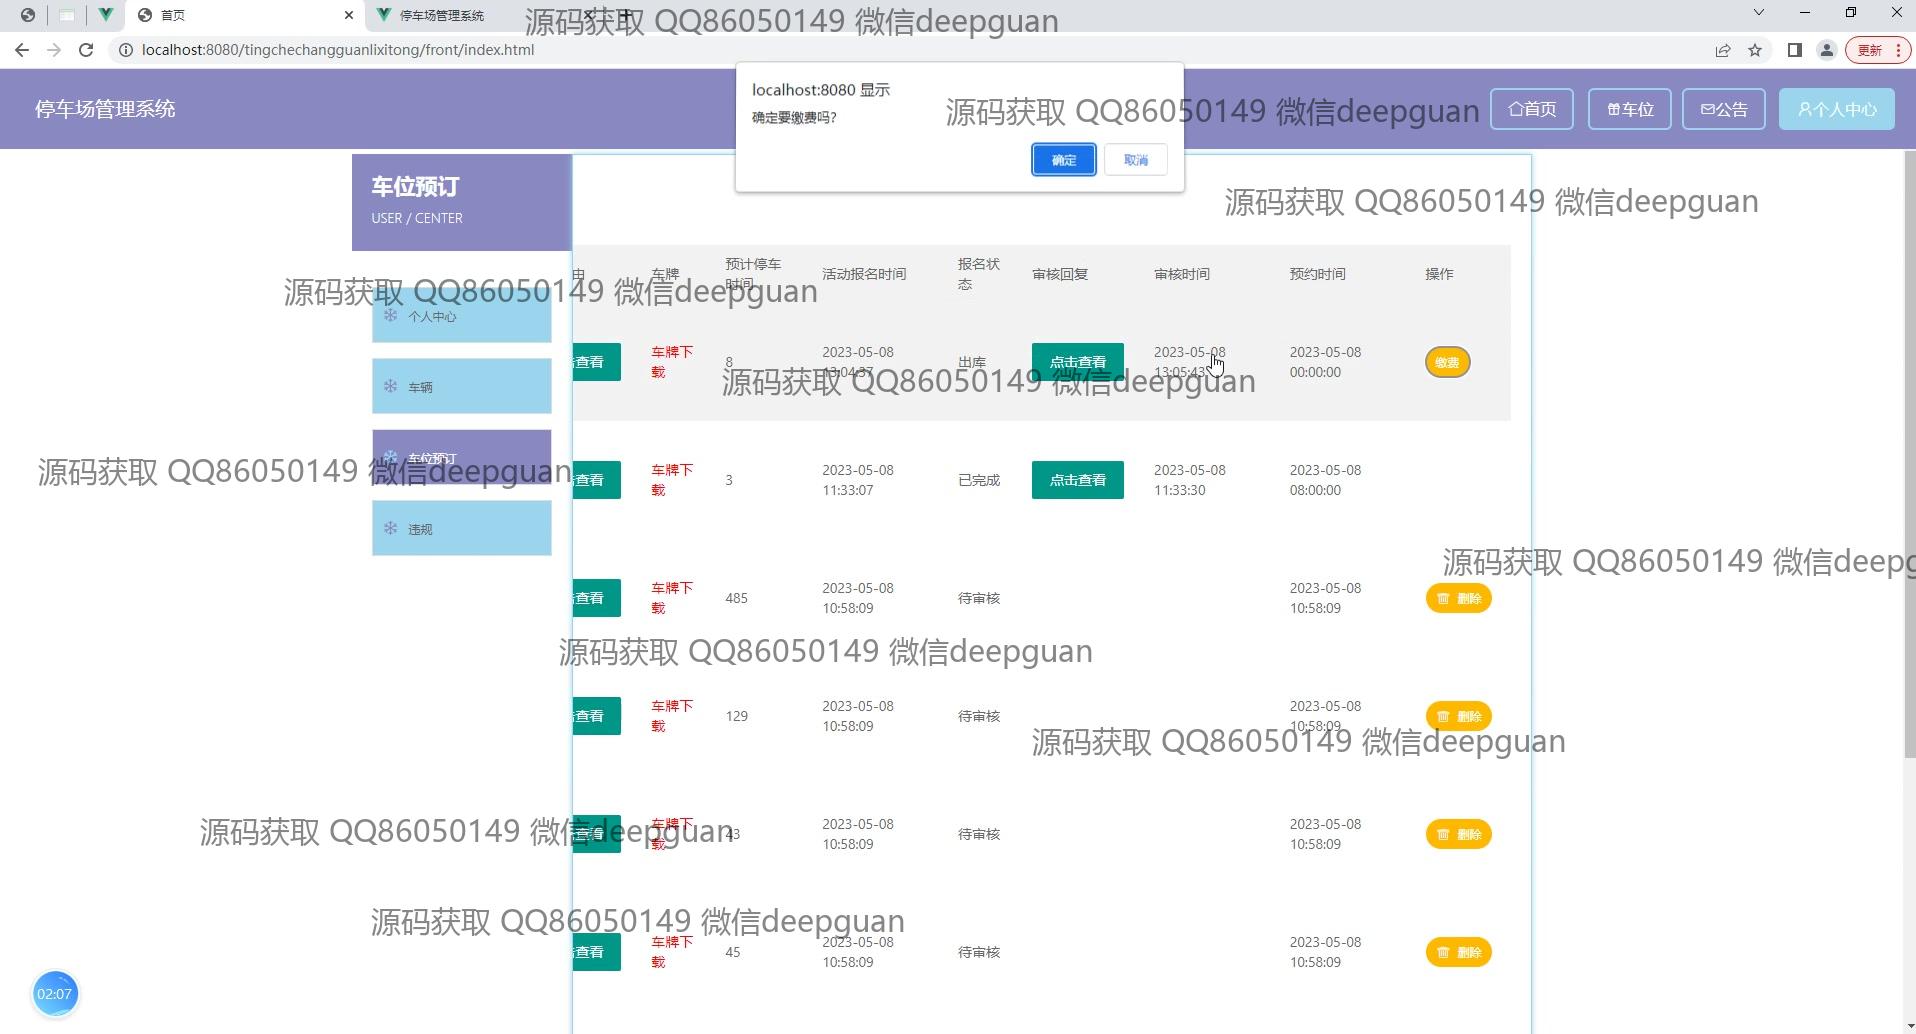 首页
停车场管理系统
源码获取 QQ86050149 微信deepguan
localhost:8080/tingchechangguanlixitong/front/index.html
更新
停车场管理系统
localhost:8080 显示
确定要缴费吗?
确定
取消
源码获取 QQ86050149 微信deepguan
首页
车位
公告
个人中心
车位预订
USER / CENTER
源码获取 QQ86050149 微信deepguan
由
车牌
预计停车
时间
活动报名时间
报名状
态
审核回复
审核时间
预约时间
操作
源码获取 QQ86050149 微信deepguan
个人中心
车辆
车位预订
违规
查看
车牌下
载
8
2023-05-08
13:04:37
出库
点击查看
2023-05-08
13:05:43
2023-05-08
00:00:00
缴费
源码获取 QQ86050149 微信deepguan
源码获取 QQ86050149 微信deepguan
查看
车牌下
载
3
2023-05-08
11:33:07
已完成
点击查看
2023-05-08
11:33:30
2023-05-08
08:00:00
源码获取 QQ86050149 微信deepg
查看
车牌下
载
485
2023-05-08
10:58:09
待审核
2023-05-08
10:58:09
删除
源码获取 QQ86050149 微信deepguan
查看
车牌下
载
129
2023-05-08
10:58:09
待审核
2023-05-08
10:58:09
删除
源码获取 QQ86050149 微信deepguan
源码获取 QQ86050149 微信deepguan
查看
车牌下
载
43
2023-05-08
10:58:09
待审核
2023-05-08
10:58:09
删除
源码获取 QQ86050149 微信deepguan
查看
车牌下
载
45
2023-05-08
10:58:09
待审核
2023-05-08
10:58:09
删除
02:07